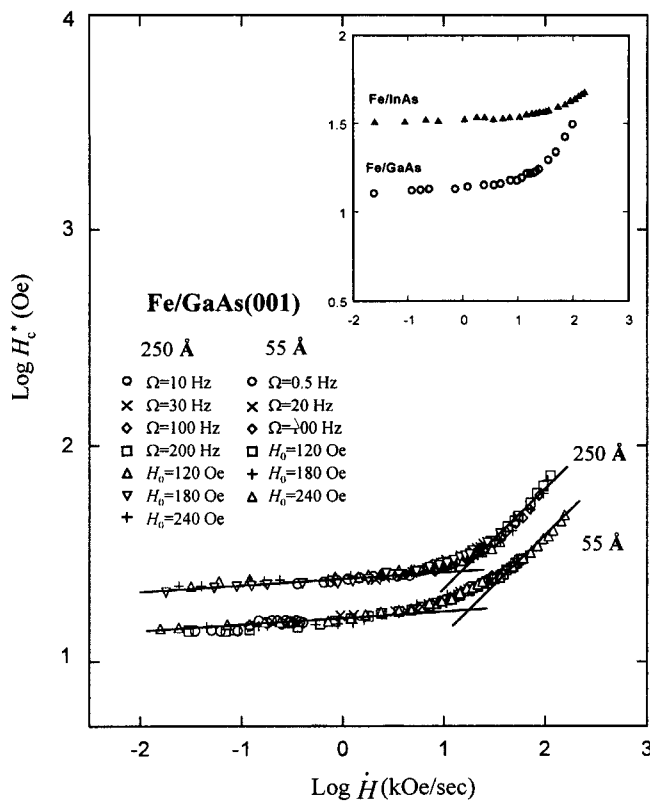 4
3
2
1
Log H_c* (Oe)
2
1.5
1
0.5
Fe/InAs
Fe/GaAs
-2 -1 0 1 2 3
Fe/GaAs(001)
250 Å 55 Å
Ω=10 Hz Ω=0.5 Hz
Ω=30 Hz Ω=20 Hz
Ω=100 Hz Ω=100 Hz
Ω=200 Hz H₀=120 Oe
H₀=120 Oe H₀=180 Oe
H₀=180 Oe H₀=240 Oe
H₀=240 Oe
250 Å
55 Å
-2 -1 0 1 2 3
Log Ḣ (kOe/sec)